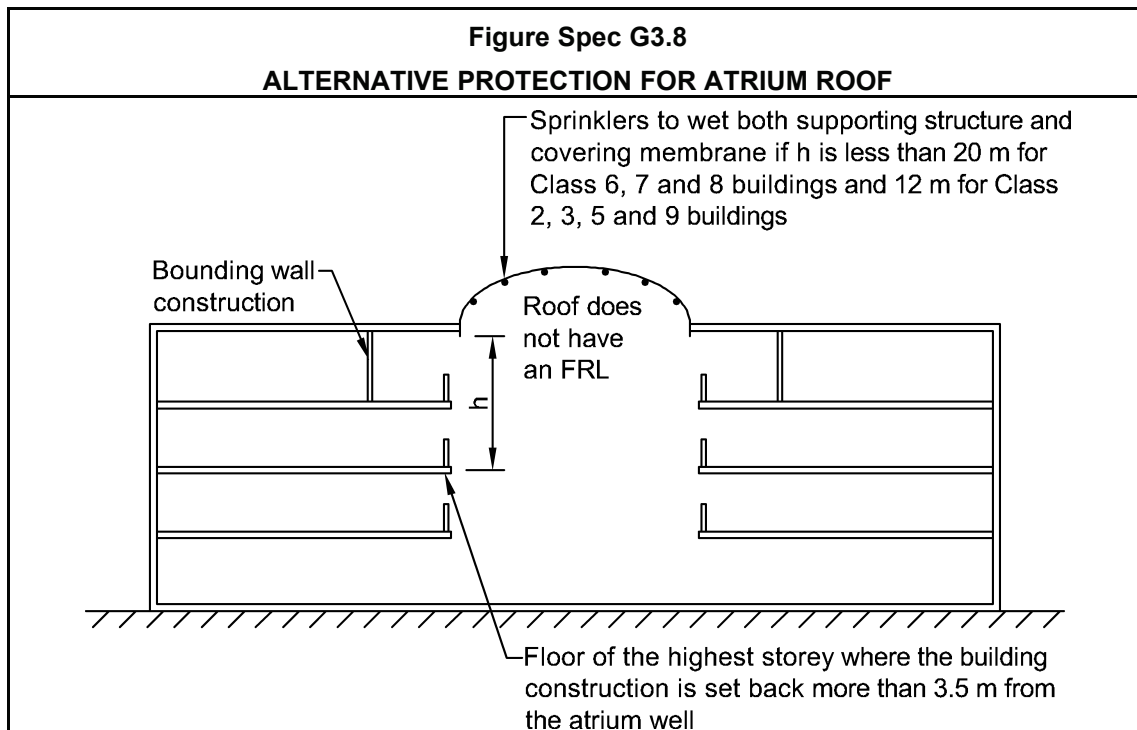 Figure Spec G3.8
ALTERNATIVE PROTECTION FOR ATRIUM ROOF
Sprinklers to wet both supporting structure and
covering membrane if h is less than 20 m for
Class 6, 7 and 8 buildings and 12 m for Class
2, 3, 5 and 9 buildings
Bounding wall
construction
Roof does
not have
an FRL
h
Floor of the highest storey where the building
construction is set back more than 3.5 m from
the atrium well